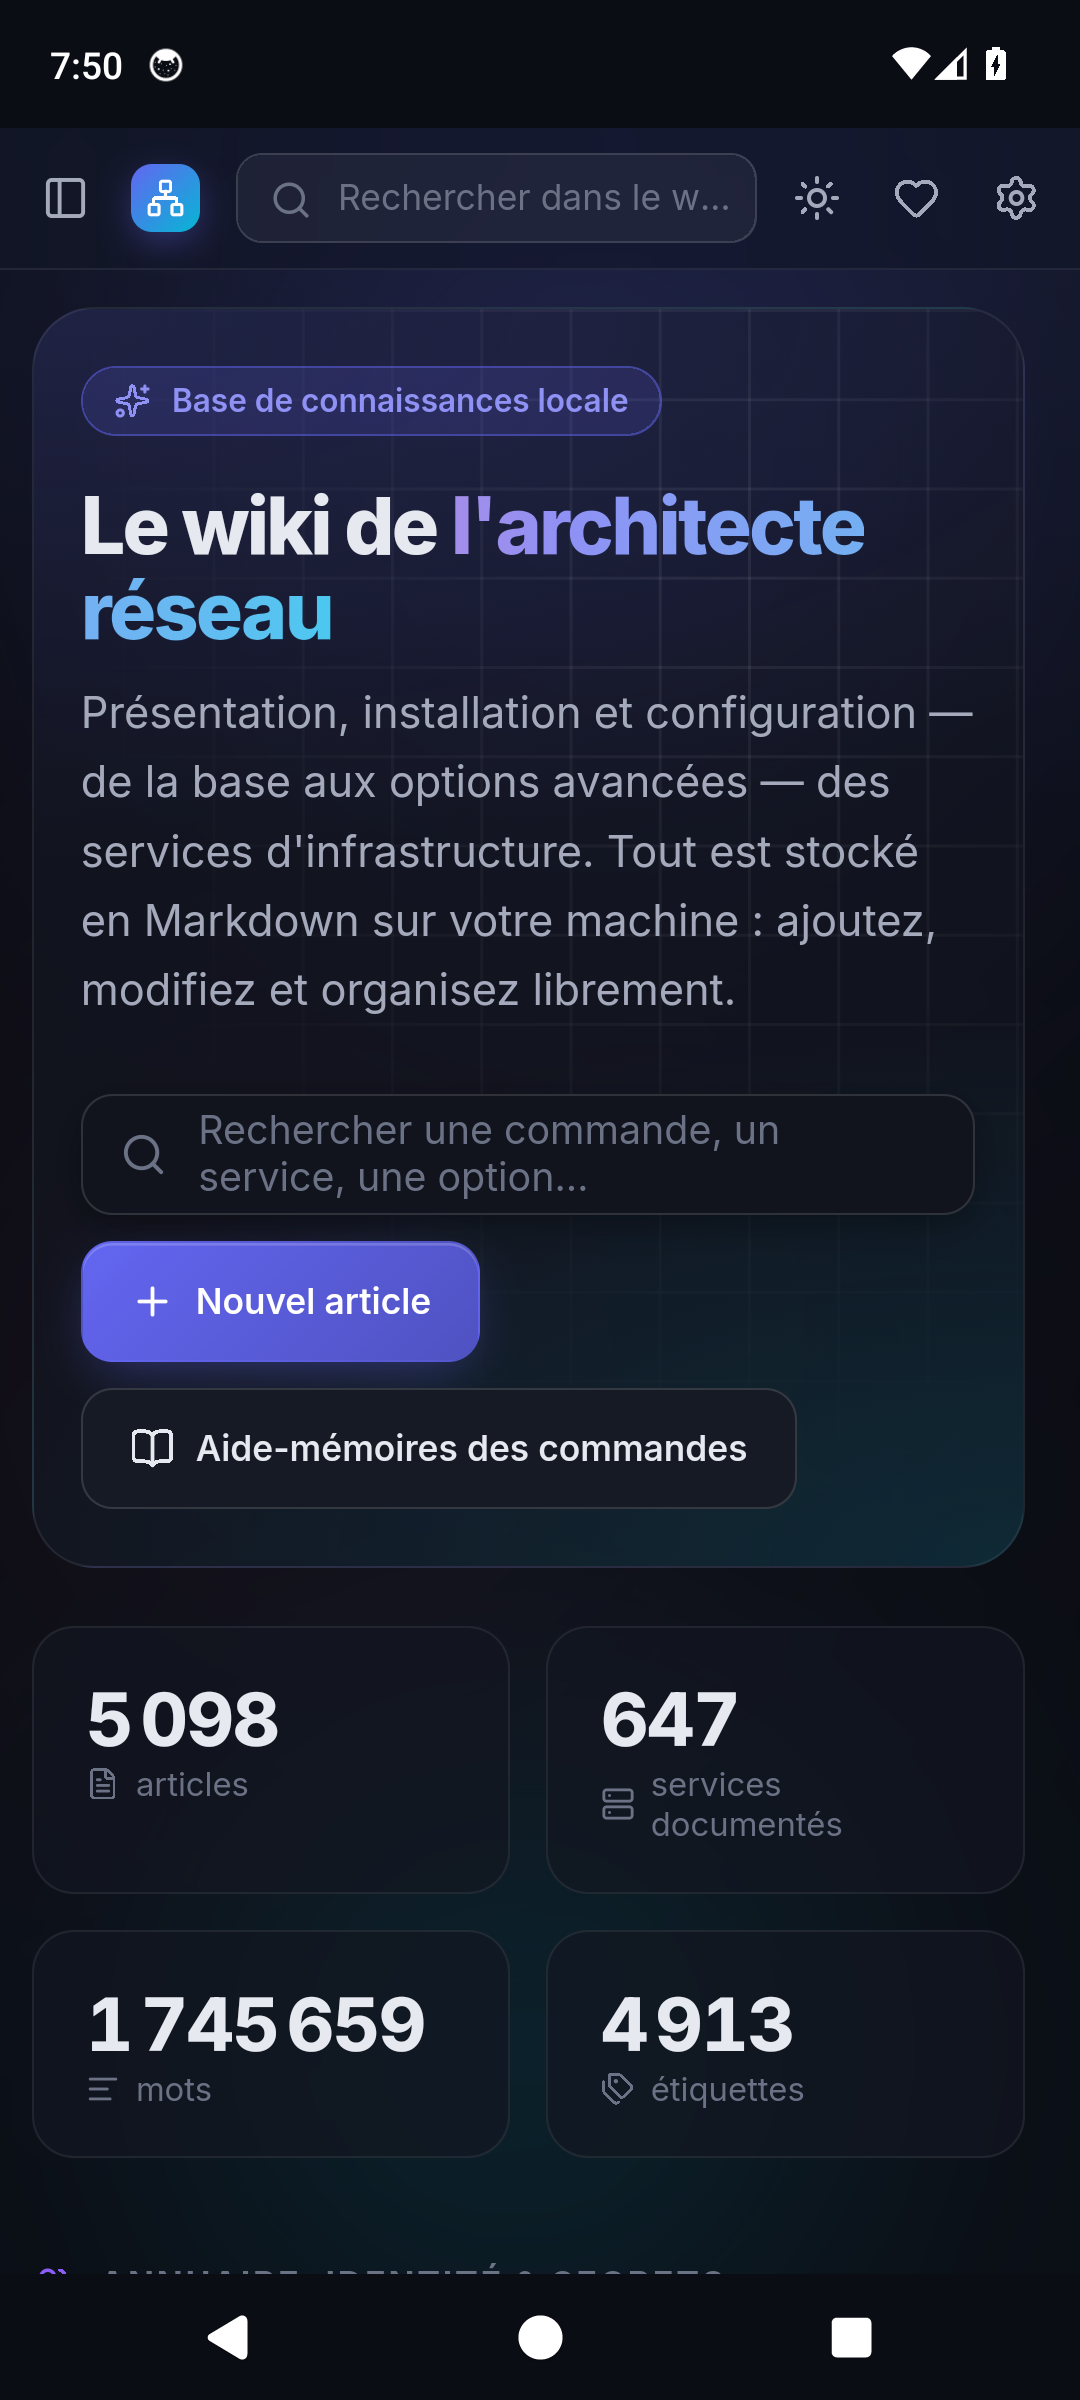 7:50
Rechercher dans le w...
Base de connaissances locale
Le wiki de l'architecte
réseau
Présentation, installation et configuration —
de la base aux options avancées — des
services d'infrastructure. Tout est stocké
en Markdown sur votre machine : ajoutez,
modifiez et organisez librement.
Rechercher une commande, un
service, une option...
Nouvel article
Aide-mémoires des commandes
5 098
articles
647
services
documentés
1 745 659
mots
4 913
étiquettes